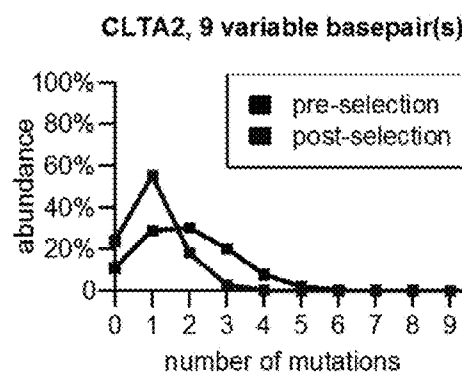 CLTA2, 9 variable basepair(s)
100%
80%
60%
40%
20%
0
abundance
pre-selection
post-selection
0 1 2 3 4 5 6 7 8 9
number of mutations